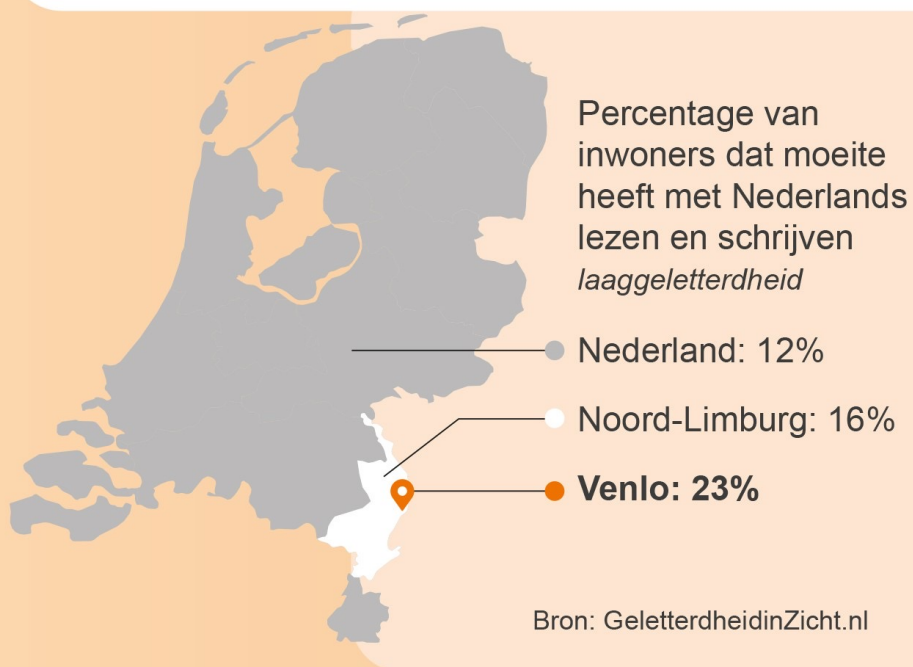 Percentage van
inwoners dat moeite
heeft met Nederlands
lezen en schrijven
laaggeletterdheid
Nederland: 12%
Noord-Limburg: 16%
Venlo: 23%
Bron: GeletterdheidinZicht.nl